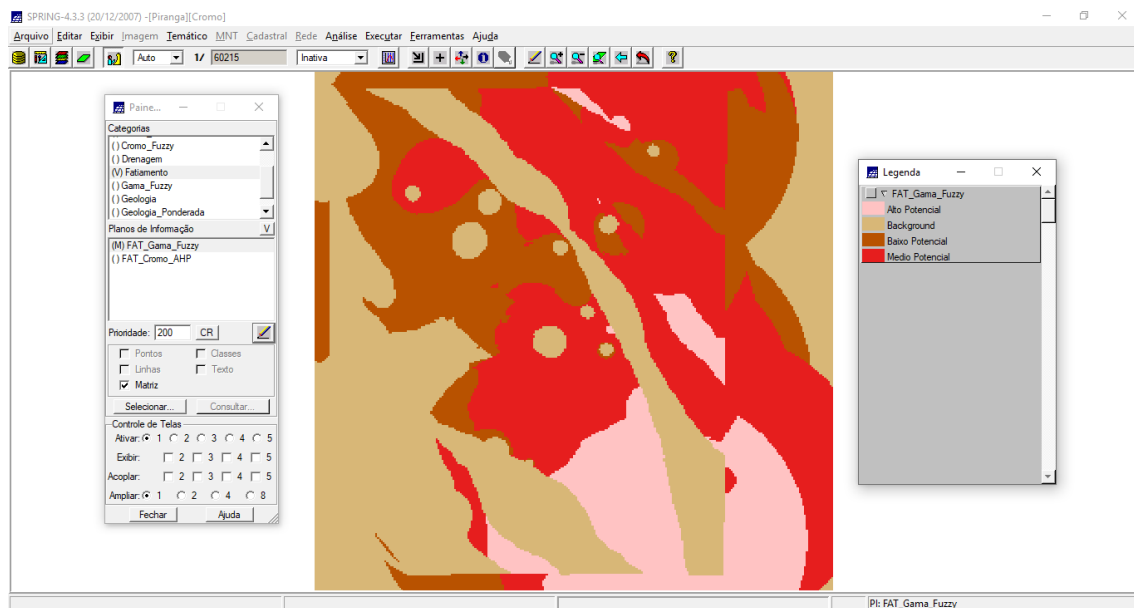 SPRING-4.3.3 (20/12/2007) -[Piranga][Cromo]
Arquivo Editar Exibir Imagem Temático MNT Cadastral Rede Análise Executar Ferramentas Ajuda
Auto 1/ 60215 Inativa
Paine...
Categorias
( ) Cromo_Fuzzy
( ) Drenagem
(V) Fatiamento
( ) Gama_Fuzzy
( ) Geologia
( ) Geologia_Ponderada
Planos de Informação V
(M) FAT_Gama_Fuzzy
( ) FAT_Cromo_AHP
Prioridade: 200 CR
Pontos Classes
Linhas Texto
Matriz
Selecionar... Consultar...
Controle de Telas
Ativar: 1 2 3 4 5
Exibir: 2 3 4 5
Acoplar: 2 3 4 5
Ampliar: 1 2 4 8
Fechar Ajuda
Legenda
FAT_Gama_Fuzzy
Alto Potencial
Background
Baixo Potencial
Medio Potencial
PI: FAT_Gama_Fuzzy